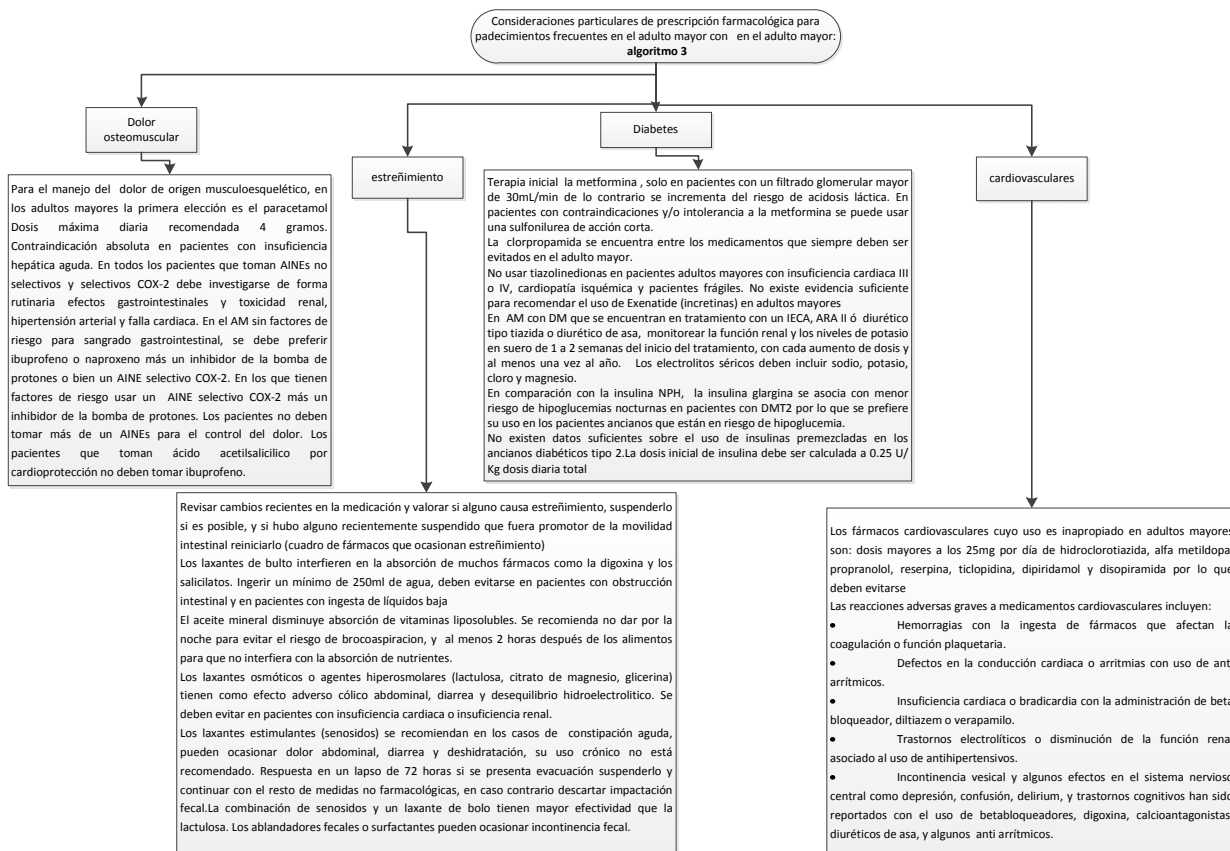 Consideraciones particulares de prescripción farmacológica para
padecimientos frecuentes en el adulto mayor con en el adulto mayor:
algoritmo 3
Dolor
osteomuscular
estreñimiento
Diabetes
cardiovasculares
Para el manejo del dolor de origen musculoesquelético, en
los adultos mayores la primera elección es el paracetamol
Dosis máxima diaria recomendada 4 gramos.
Contraindicación absoluta en pacientes con insuficiencia
hepática aguda. En todos los pacientes que toman AINEs no
selectivos y selectivos COX-2 debe investigarse de forma
rutinaria efectos gastrointestinales y toxicidad renal,
hipertensión arterial y falla cardiaca. En el AM sin factores de
riesgo para sangrado gastrointestinal, se debe preferir
ibuprofeno o naproxeno más un inhibidor de la bomba de
protones o bien un AINE selectivo COX-2. En los que tienen
factores de riesgo usar un AINE selectivo COX-2 más un
inhibidor de la bomba de protones. Los pacientes no deben
tomar más de un AINEs para el control del dolor. Los
pacientes que toman ácido acetilsalicilico por
cardioprotección no deben tomar ibuprofeno.
Terapia inicial la metformina , solo en pacientes con un filtrado glomerular mayor
de 30mL/min de lo contrario se incrementa del riesgo de acidosis láctica. En
pacientes con contraindicaciones y/o intolerancia a la metformina se puede usar
una sulfonilurea de acción corta.
La clorpropamida se encuentra entre los medicamentos que siempre deben ser
evitados en el adulto mayor.
No usar tiazolinedionas en pacientes adultos mayores con insuficiencia cardiaca III
o IV, cardiopatía isquémica y pacientes frágiles. No existe evidencia suficiente
para recomendar el uso de Exenatide (incretinas) en adultos mayores
En AM con DM que se encuentran en tratamiento con un IECA, ARA II ó diurético
tipo tiazida o diurético de asa, monitorear la función renal y los niveles de potasio
en suero de 1 a 2 semanas del inicio del tratamiento, con cada aumento de dosis y
al menos una vez al año. Los electrolitos séricos deben incluir sodio, potasio,
cloro y magnesio.
En comparación con la insulina NPH, la insulina glargina se asocia con menor
riesgo de hipoglucemias nocturnas en pacientes con DMT2 por lo que se prefiere
su uso en los pacientes ancianos que están en riesgo de hipoglucemia.
No existen datos suficientes sobre el uso de insulinas premezcladas en los
ancianos diabéticos tipo 2.La dosis inicial de insulina debe ser calculada a 0.25 U/
Kg dosis diaria total
Revisar cambios recientes en la medicación y valorar si alguno causa estreñimiento, suspenderlo
si es posible, y si hubo alguno recientemente suspendido que fuera promotor de la movilidad
intestinal reiniciarlo (cuadro de fármacos que ocasionan estreñimiento)
Los laxantes de bulto interfieren en la absorción de muchos fármacos como la digoxina y los
salicilatos. Ingerir un mínimo de 250ml de agua, deben evitarse en pacientes con obstrucción
intestinal y en pacientes con ingesta de líquidos baja
El aceite mineral disminuye absorción de vitaminas liposolubles. Se recomienda no dar por la
noche para evitar el riesgo de brocoaspiracion, y al menos 2 horas después de los alimentos
para que no interfiera con la absorción de nutrientes.
Los laxantes osmóticos o agentes hiperosmolares (lactulosa, citrato de magnesio, glicerina)
tienen como efecto adverso cólico abdominal, diarrea y desequilibrio hidroelectrolitico. Se
deben evitar en pacientes con insuficiencia cardiaca o insuficiencia renal.
Los laxantes estimulantes (senosidos) se recomiendan en los casos de constipación aguda,
pueden ocasionar dolor abdominal, diarrea y deshidratación, su uso crónico no está
recomendado. Respuesta en un lapso de 72 horas si se presenta evacuación suspenderlo y
continuar con el resto de medidas no farmacológicas, en caso contrario descartar impactación
fecal.La combinación de senosidos y un laxante de bolo tienen mayor efectividad que la
lactulosa. Los ablandadores fecales o surfactantes pueden ocasionar incontinencia fecal.
Los fármacos cardiovasculares cuyo uso es inapropiado en adultos mayores
son: dosis mayores a los 25mg por día de hidroclorotiazida, alfa metildopa,
propranolol, reserpina, ticlopidina, dipiridamol y disopiramida por lo que
deben evitarse
Las reacciones adversas graves a medicamentos cardiovasculares incluyen:
• Hemorragias con la ingesta de fármacos que afectan la
coagulación o función plaquetaria.
• Defectos en la conducción cardiaca o arritmias con uso de anti
arrítmicos.
• Insuficiencia cardiaca o bradicardia con la administración de beta
bloqueador, diltiazem o verapamilo.
• Trastornos electrolíticos o disminución de la función rena
asociado al uso de antihipertensivos.
• Incontinencia vesical y algunos efectos en el sistema nervioso
central como depresión, confusión, delirium, y trastornos cognitivos han sido
reportados con el uso de betabloqueadores, digoxina, calcioantagonistas
diuréticos de asa, y algunos anti arrítmicos.